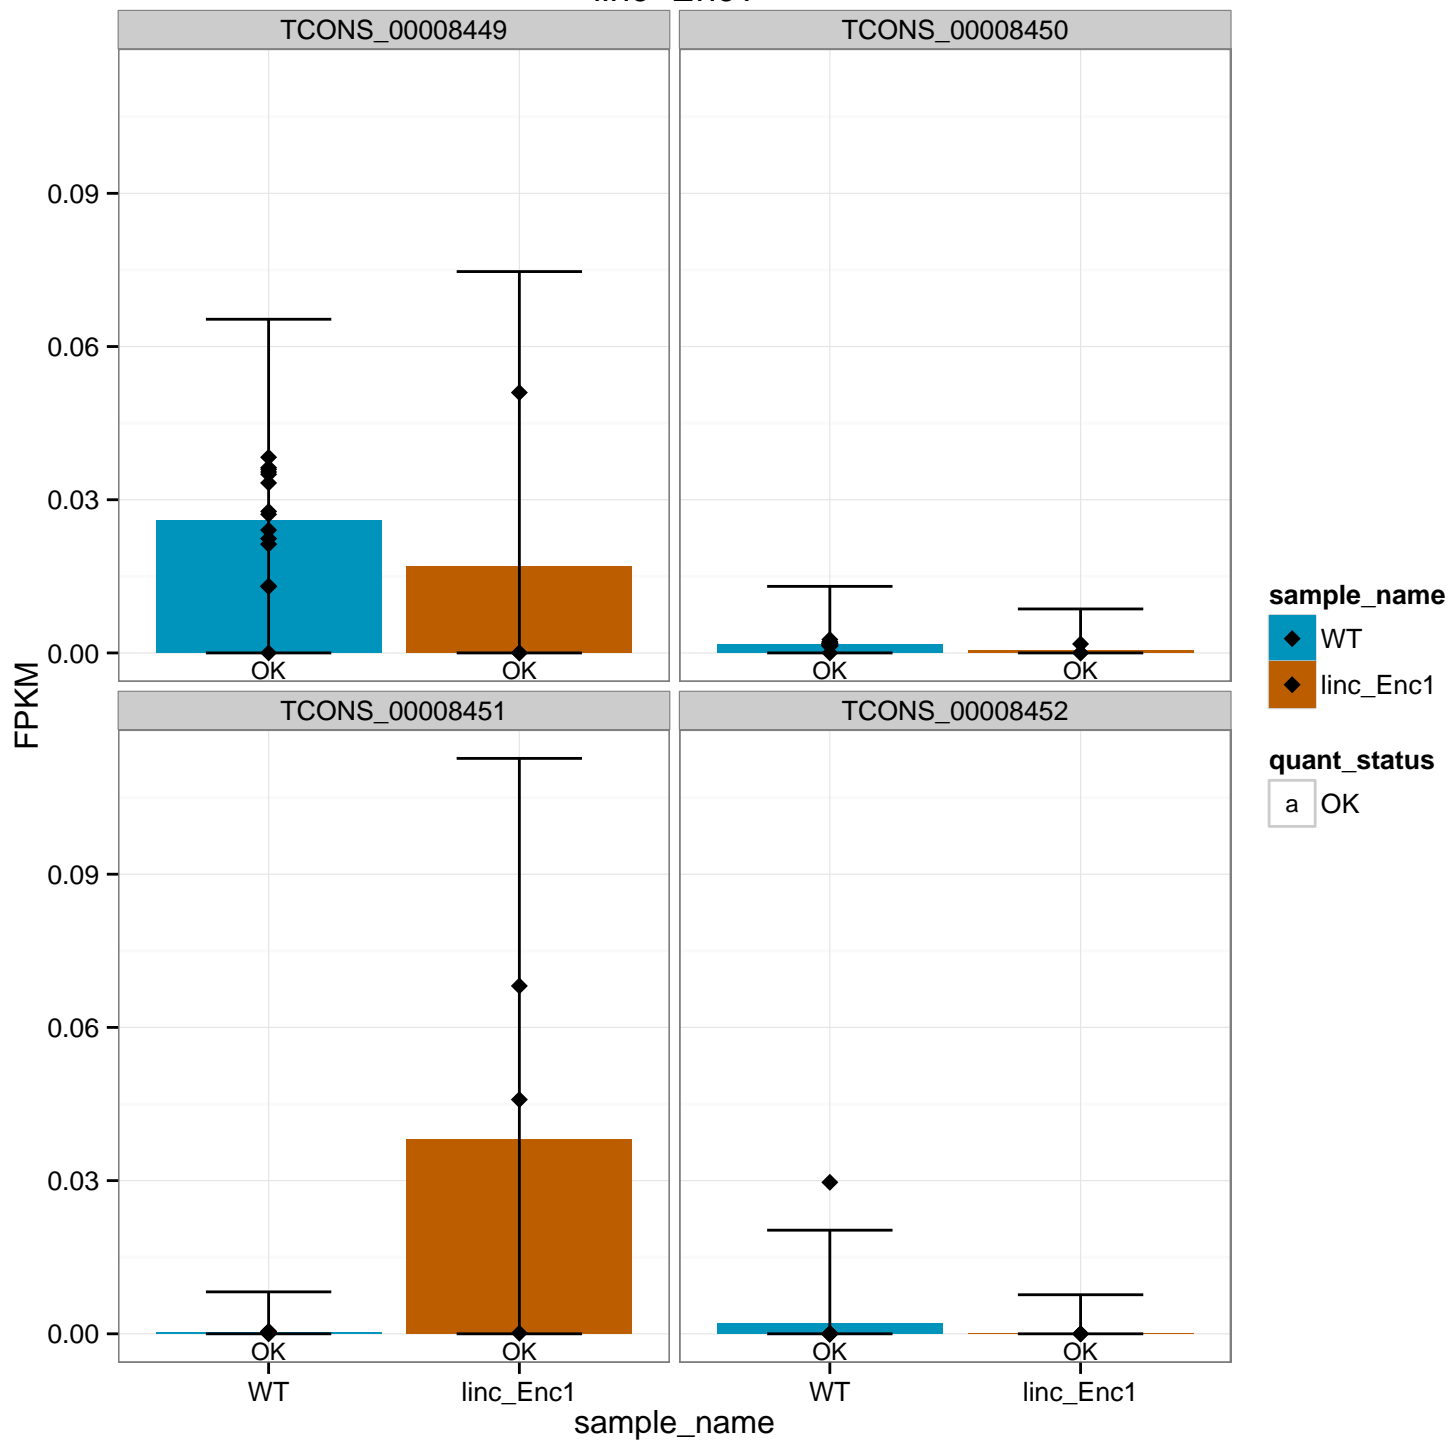 TCONS_00008449
TCONS_00008450
0.09
0.06
0.03
0.00
OK
OK
OK
OK
TCONS_00008451
TCONS_00008452
0.09
0.06
0.03
0.00
OK
OK
OK
OK
WT
linc_Enc1
WT
linc_Enc1
sample_name
FPKM
sample_name
WT
linc_Enc1
quant_status
a OK